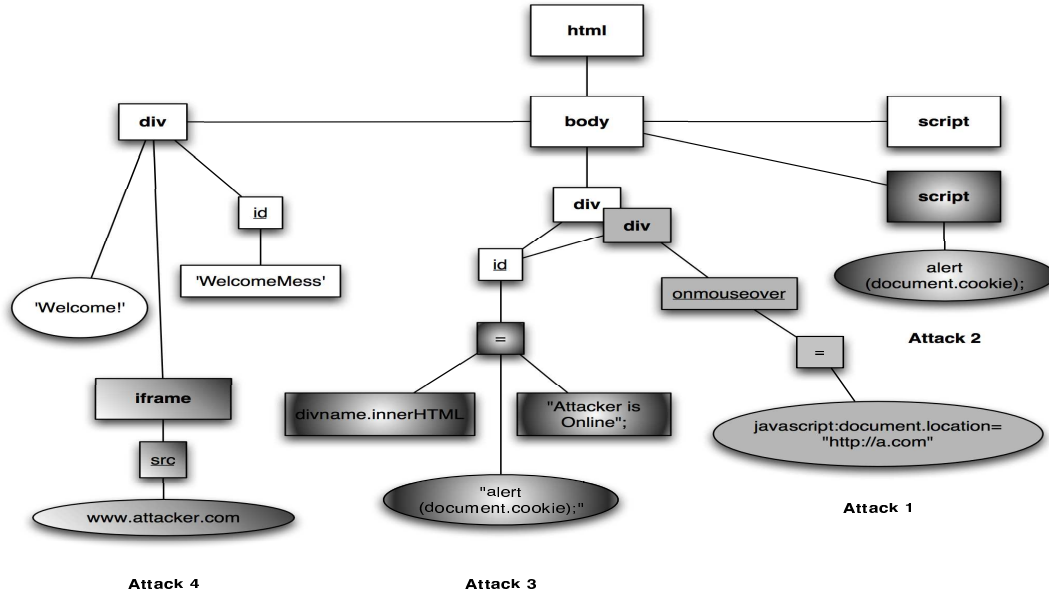 html
div
body
script
script
div
div
id
id
'Welcome!'
'WelcomeMess'
onmouseover
alert
(document.cookie);
Attack 2
=
=
iframe
divname.innerHTML
"Attacker is
Online";
javascript:document.location=
"http://a.com"
src
www.attacker.com
"alert
(document.cookie);"
Attack 1
Attack 4
Attack 3